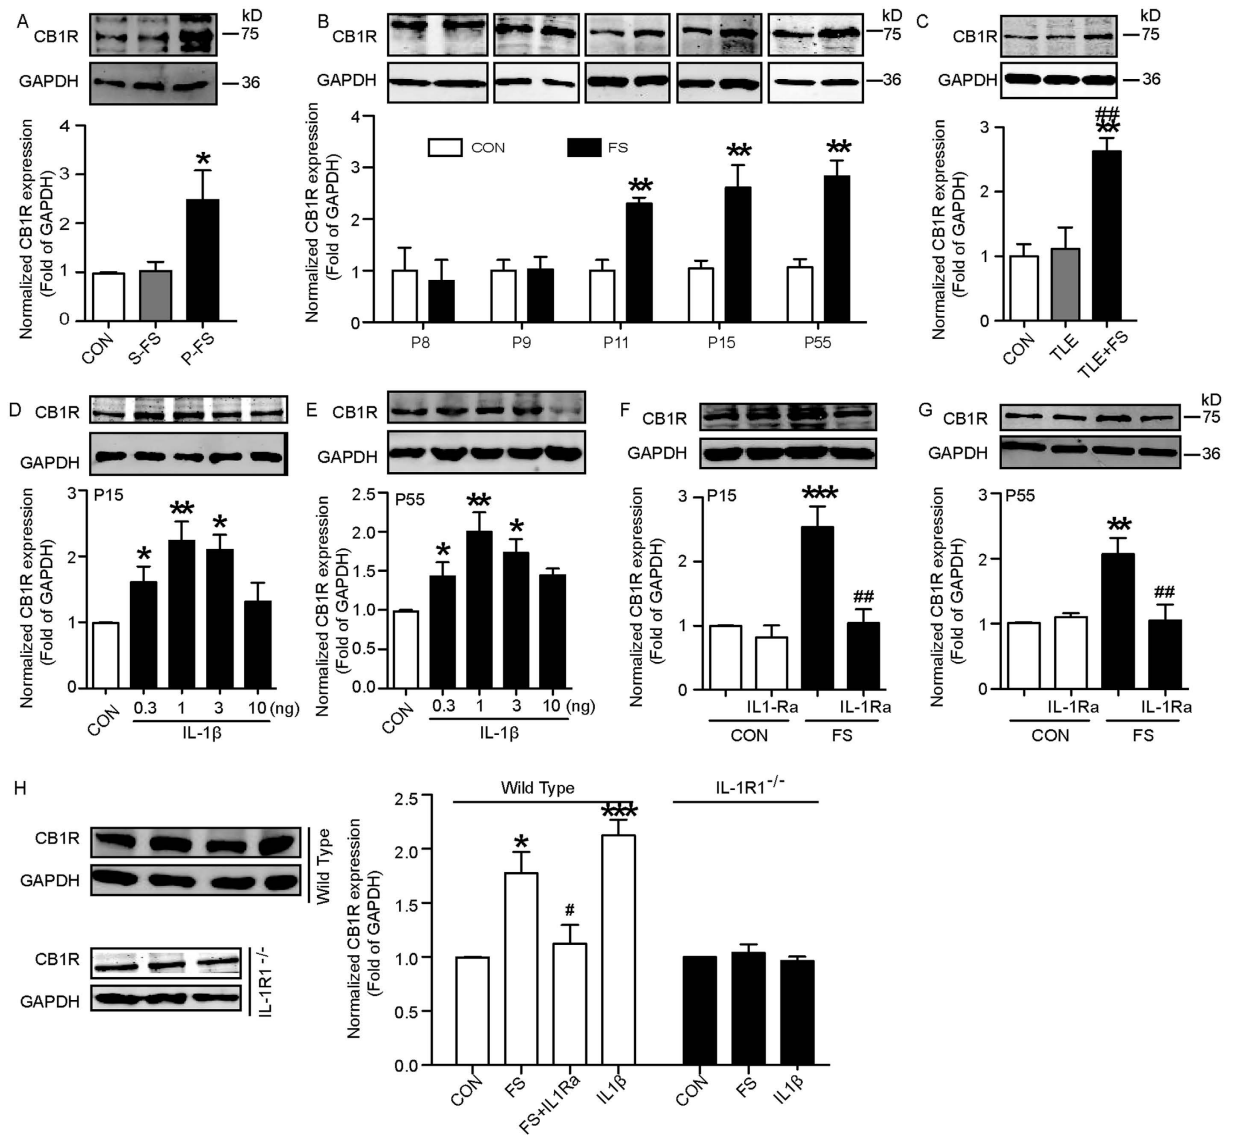 A
kD
CB1R
75
GAPDH
36
Normalized CB1R expression
(Fold of GAPDH)
4
3
2
1
0
*
CON
S-FS
P-FS
B
kD
CB1R
75
GAPDH
36
Normalized CB1R expression
(Fold of GAPDH)
4
3
2
1
0
CON
FS
**
**
**
P8
P9
P11
P15
P55
C
kD
CB1R
75
GAPDH
36
Normalized CB1R expression
(Fold of GAPDH)
3
2
1
0
##
**
CON
TLE
TLE+FS
D
CB1R
GAPDH
Normalized CB1R expression
(Fold of GAPDH)
3
2
1
0
P15
*
**
*
CON
0.3 1 3 10 (ng)
IL-1β
E
CB1R
GAPDH
Normalized CB1R expression
(Fold of GAPDH)
2.5
2.0
1.5
1.0
0.5
0.0
P55
*
**
*
CON
0.3 1 3 10 (ng)
IL-1β
F
CB1R
GAPDH
Normalized CB1R expression
(Fold of GAPDH)
3
2
1
0
P15
***
##
IL1-Ra IL-1Ra
CON FS
G
kD
CB1R
75
GAPDH
36
Normalized CB1R expression
(Fold of GAPDH)
3
2
1
0
P55
**
##
IL-1Ra IL-1Ra
CON FS
H
CB1R
GAPDH
Wild Type
CB1R
GAPDH
IL-1R1-/-
Normalized CB1R expression
(Fold of GAPDH)
2.5
2.0
1.5
1.0
0.5
0.0
Wild Type
IL-1R1-/-
*
#
***
CON
FS
FS+IL1Ra
IL1β
CON
FS
IL1β